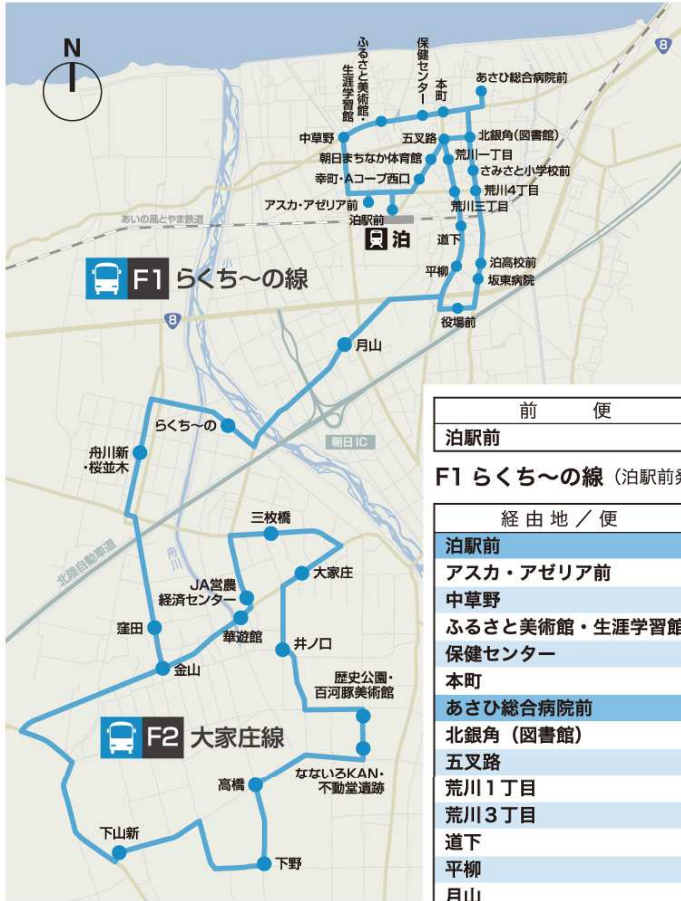 N
8
ふるさと美術館・
生涯学習館
保健センター
本町
あさひ総合病院前
中草野
五叉路
北銀角(図書館)
朝日まちなか体育館
荒川一丁目
幸町・Aコープ西口
さみさと小学校前
アスカ・アゼリア前
泊駅前
荒川4丁目
荒川三丁目
あいの風とやま鉄道
泊
道下
平柳
泊高校前
坂東病院
役場前
F1 らくち~の線
8
月山
らくち~の
朝日IC
舟川新
・桜並木
北陸自動車道
舟川
三枚橋
大家庄
JA営農
経済センター
華遊館
窪田
金山
井ノ口
歴史公園・
百河豚美術館
F2 大家庄線
なないろKAN・
不動堂遺跡
高橋
下山新
下野
前 便
泊駅前
F1 らくち~の線(泊駅前発
経由地/便
泊駅前
アスカ・アゼリア前
中草野
ふるさと美術館・生涯学習館
保健センター
本町
あさひ総合病院前
北銀角(図書館)
五叉路
荒川1丁目
荒川3丁目
道下
平柳
月山